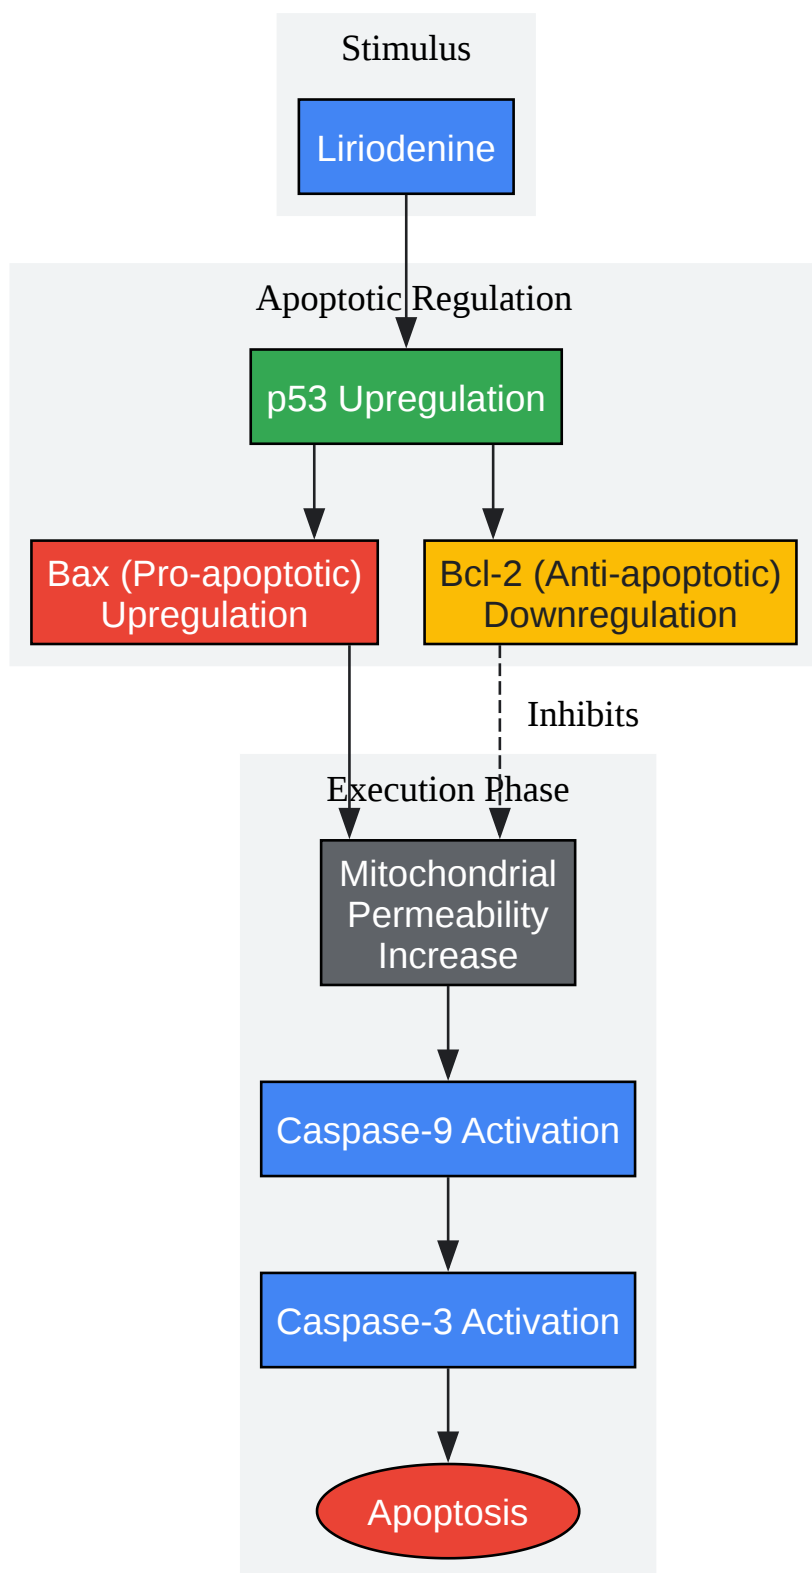 Stimulus
Liriodenine
Apoptotic Regulation
p53 Upregulation
Bax (Pro-apoptotic)
Upregulation
Bcl-2 (Anti-apoptotic)
Downregulation
Inhibits
Execution Phase
Mitochondrial
Permeability
Increase
Caspase-9 Activation
Caspase-3 Activation
Apoptosis